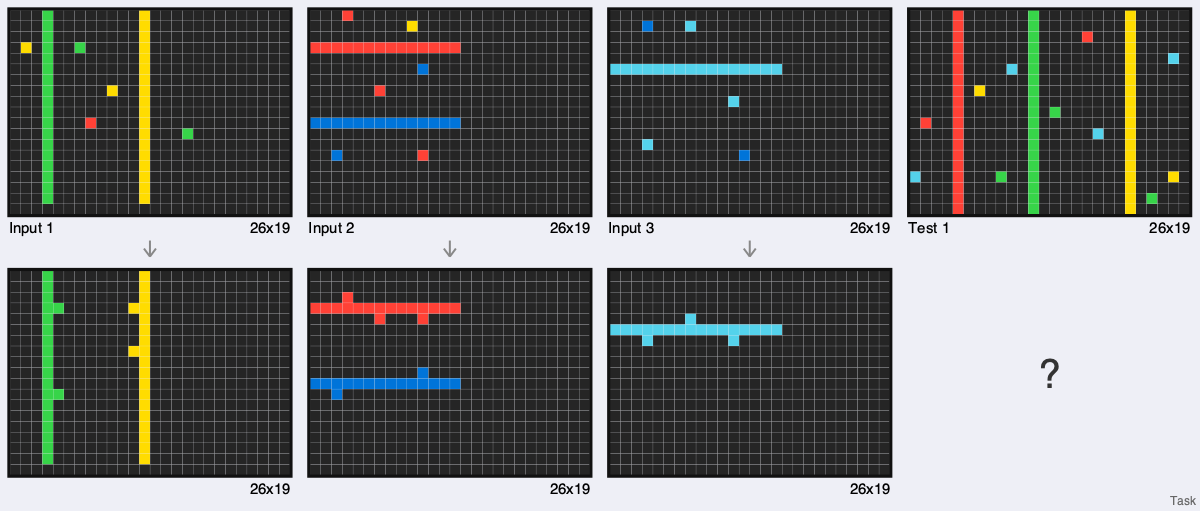 Input 1 26x19
Input 2 26x19
Input 3 26x19
Test 1 26x19
26x19
26x19
26x19
?
Task